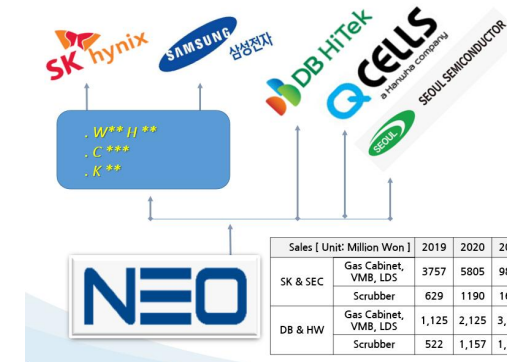 SK hynix
SAMSUNG
삼성전자
DB HiTek
Q CELLS
a Hanwha company
SEOUL SEMICONDUCTOR
SEOUL
. W** H **
. C ***
. K **
NEO
Sales [ Unit: Million Won ] 2019 2020
SK & SEC
Gas Cabinet, VMB, LDS 3757 5805
Scrubber 629 1190
DB & HW
Gas Cabinet, VMB, LDS 1,125 2,125
Scrubber 522 1,157